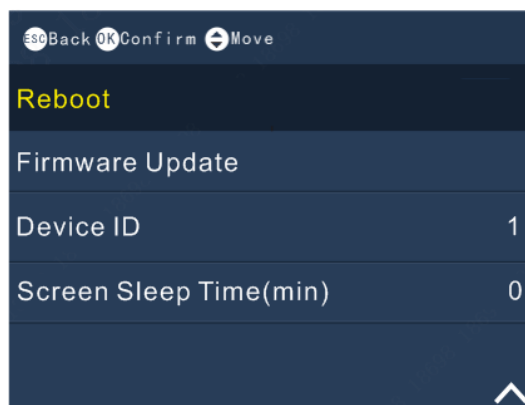 ESC Back OK Confirm Move
Reboot
Firmware Update
Device ID 1
Screen Sleep Time(min) 0